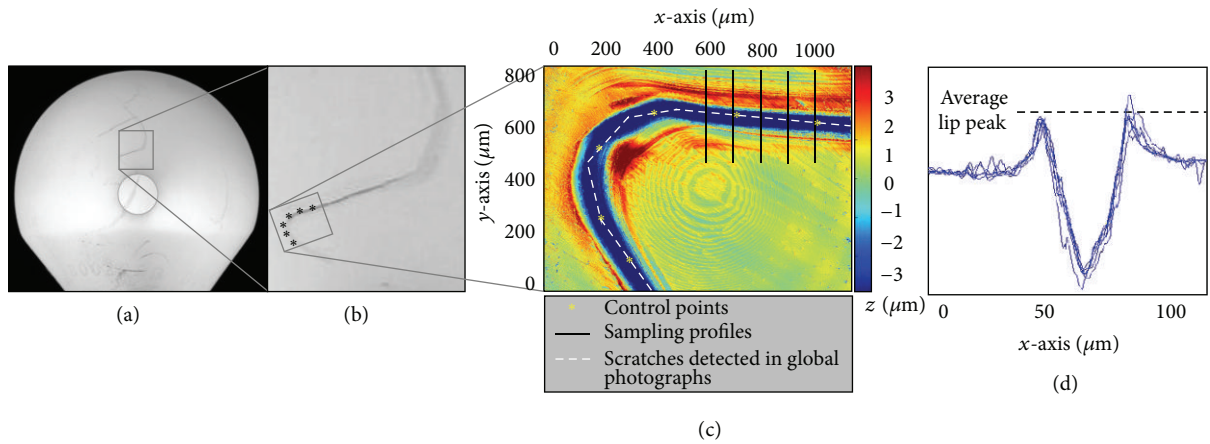 x-axis (μm)
0 200 400 600 800 1000
800
600
400
200
0
y-axis (μm)
3
2
1
0
−1
−2
−3
z (μm)
Control points
Sampling profiles
Scratches detected in global
photographs
Average
lip peak
0 50 100
x-axis (μm)
(a)
(b)
(c)
(d)